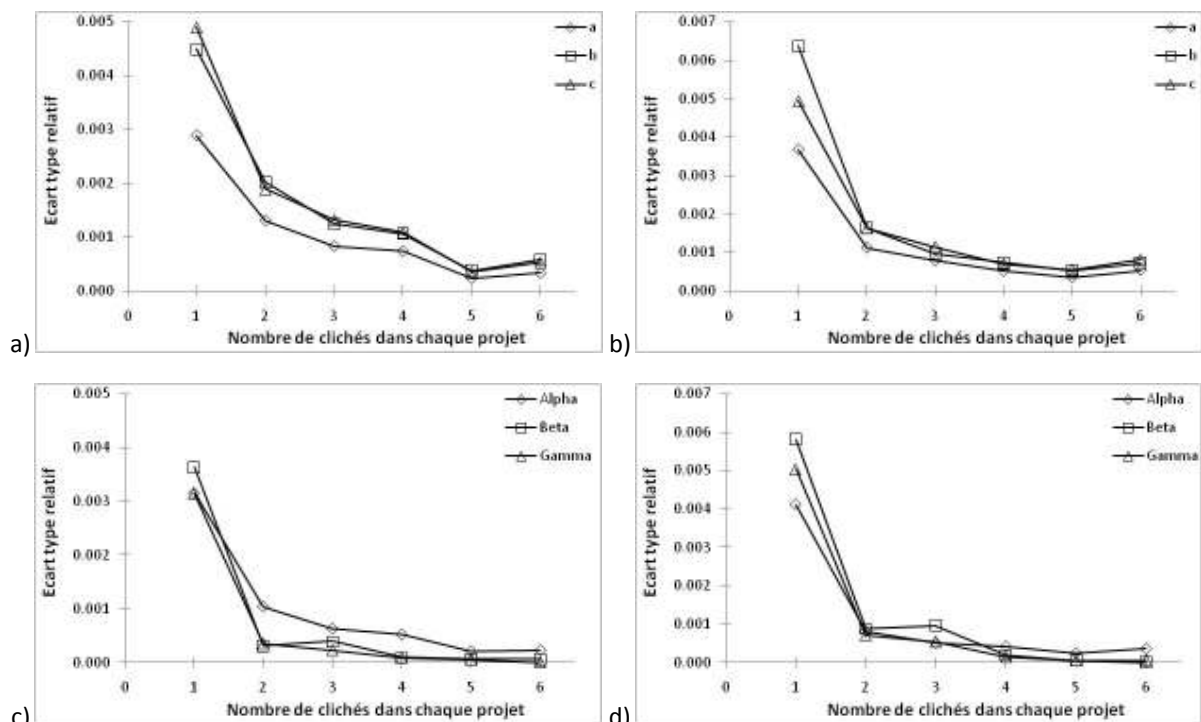 0.005
0.004
0.003
0.002
0.001
0.000
Ecart type relatif
0 1 2 3 4 5 6
Nombre de clichés dans chaque projet
a
b
c
a)
0.007
0.006
0.005
0.004
0.003
0.002
0.001
0.000
Ecart type relatif
0 1 2 3 4 5 6
Nombre de clichés dans chaque projet
a
b
c
b)
0.005
0.004
0.003
0.002
0.001
0.000
Ecart type relatif
0 1 2 3 4 5 6
Nombre de clichés dans chaque projet
Alpha
Beta
Gamma
c)
0.007
0.006
0.005
0.004
0.003
0.002
0.001
0.000
Ecart type relatif
0 1 2 3 4 5 6
Nombre de clichés dans chaque projet
Alpha
Beta
Gamma
d)